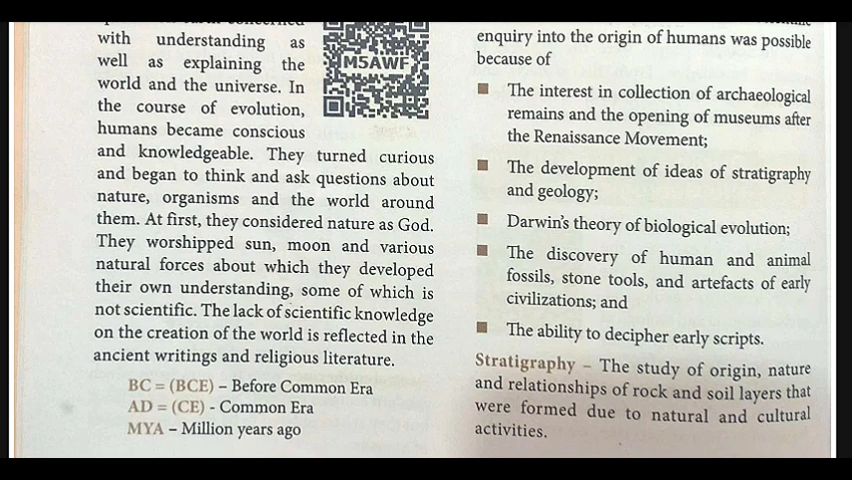 with understanding as
well as explaining the
world and the universe. In
the course of evolution,
humans became conscious
and knowledgeable. They turned curious
and began to think and ask questions about
nature, organisms and the world around
them. At first, they considered nature as God.
They worshipped sun, moon and various
natural forces about which they developed
their own understanding, some of which is
not scientific. The lack of scientific knowledge
on the creation of the world is reflected in the
ancient writings and religious literature.
BC = (BCE) – Before Common Era
AD = (CE) - Common Era
MYA – Million years ago
M5AWF
enquiry into the origin of humans was possible
because of
The interest in collection of archaeological
remains and the opening of museums after
the Renaissance Movement;
The development of ideas of stratigraphy
and geology;
Darwin's theory of biological evolution;
The discovery of human and animal
fossils, stone tools, and artefacts of early
civilizations; and
The ability to decipher early scripts.
Stratigraphy – The study of origin, nature
and relationships of rock and soil layers that
were formed due to natural and cultural
activities.